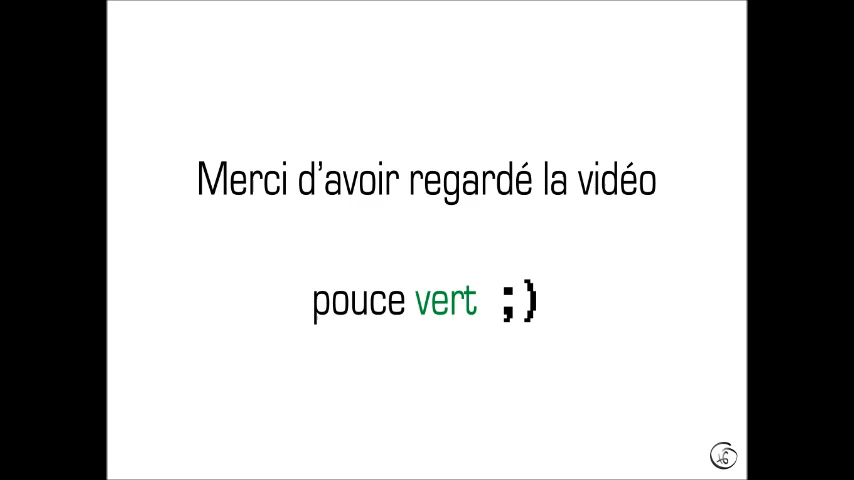 Merci d’avoir regardé la vidéo
pouce vert ;)